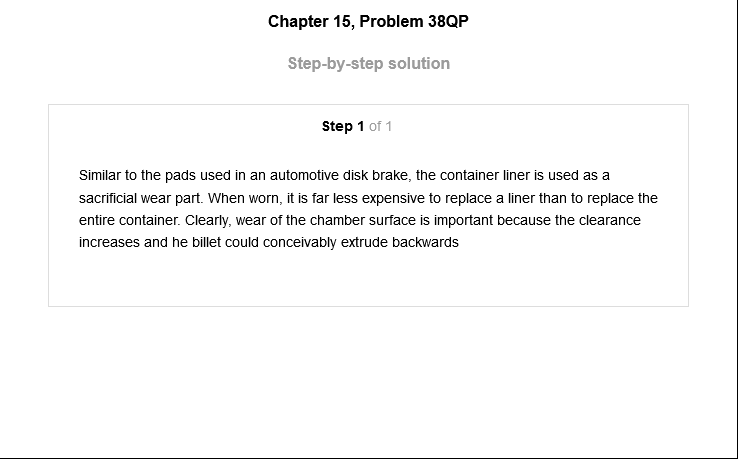 Chapter 15, Problem 38QP
Step-by-step solution
Step 1 of 1
Similar to the pads used in an automotive disk brake, the container liner is used as a
sacrificial wear part. When worn, it is far less expensive to replace a liner than to replace the
entire container. Clearly, wear of the chamber surface is important because the clearance
increases and he billet could conceivably extrude backwards